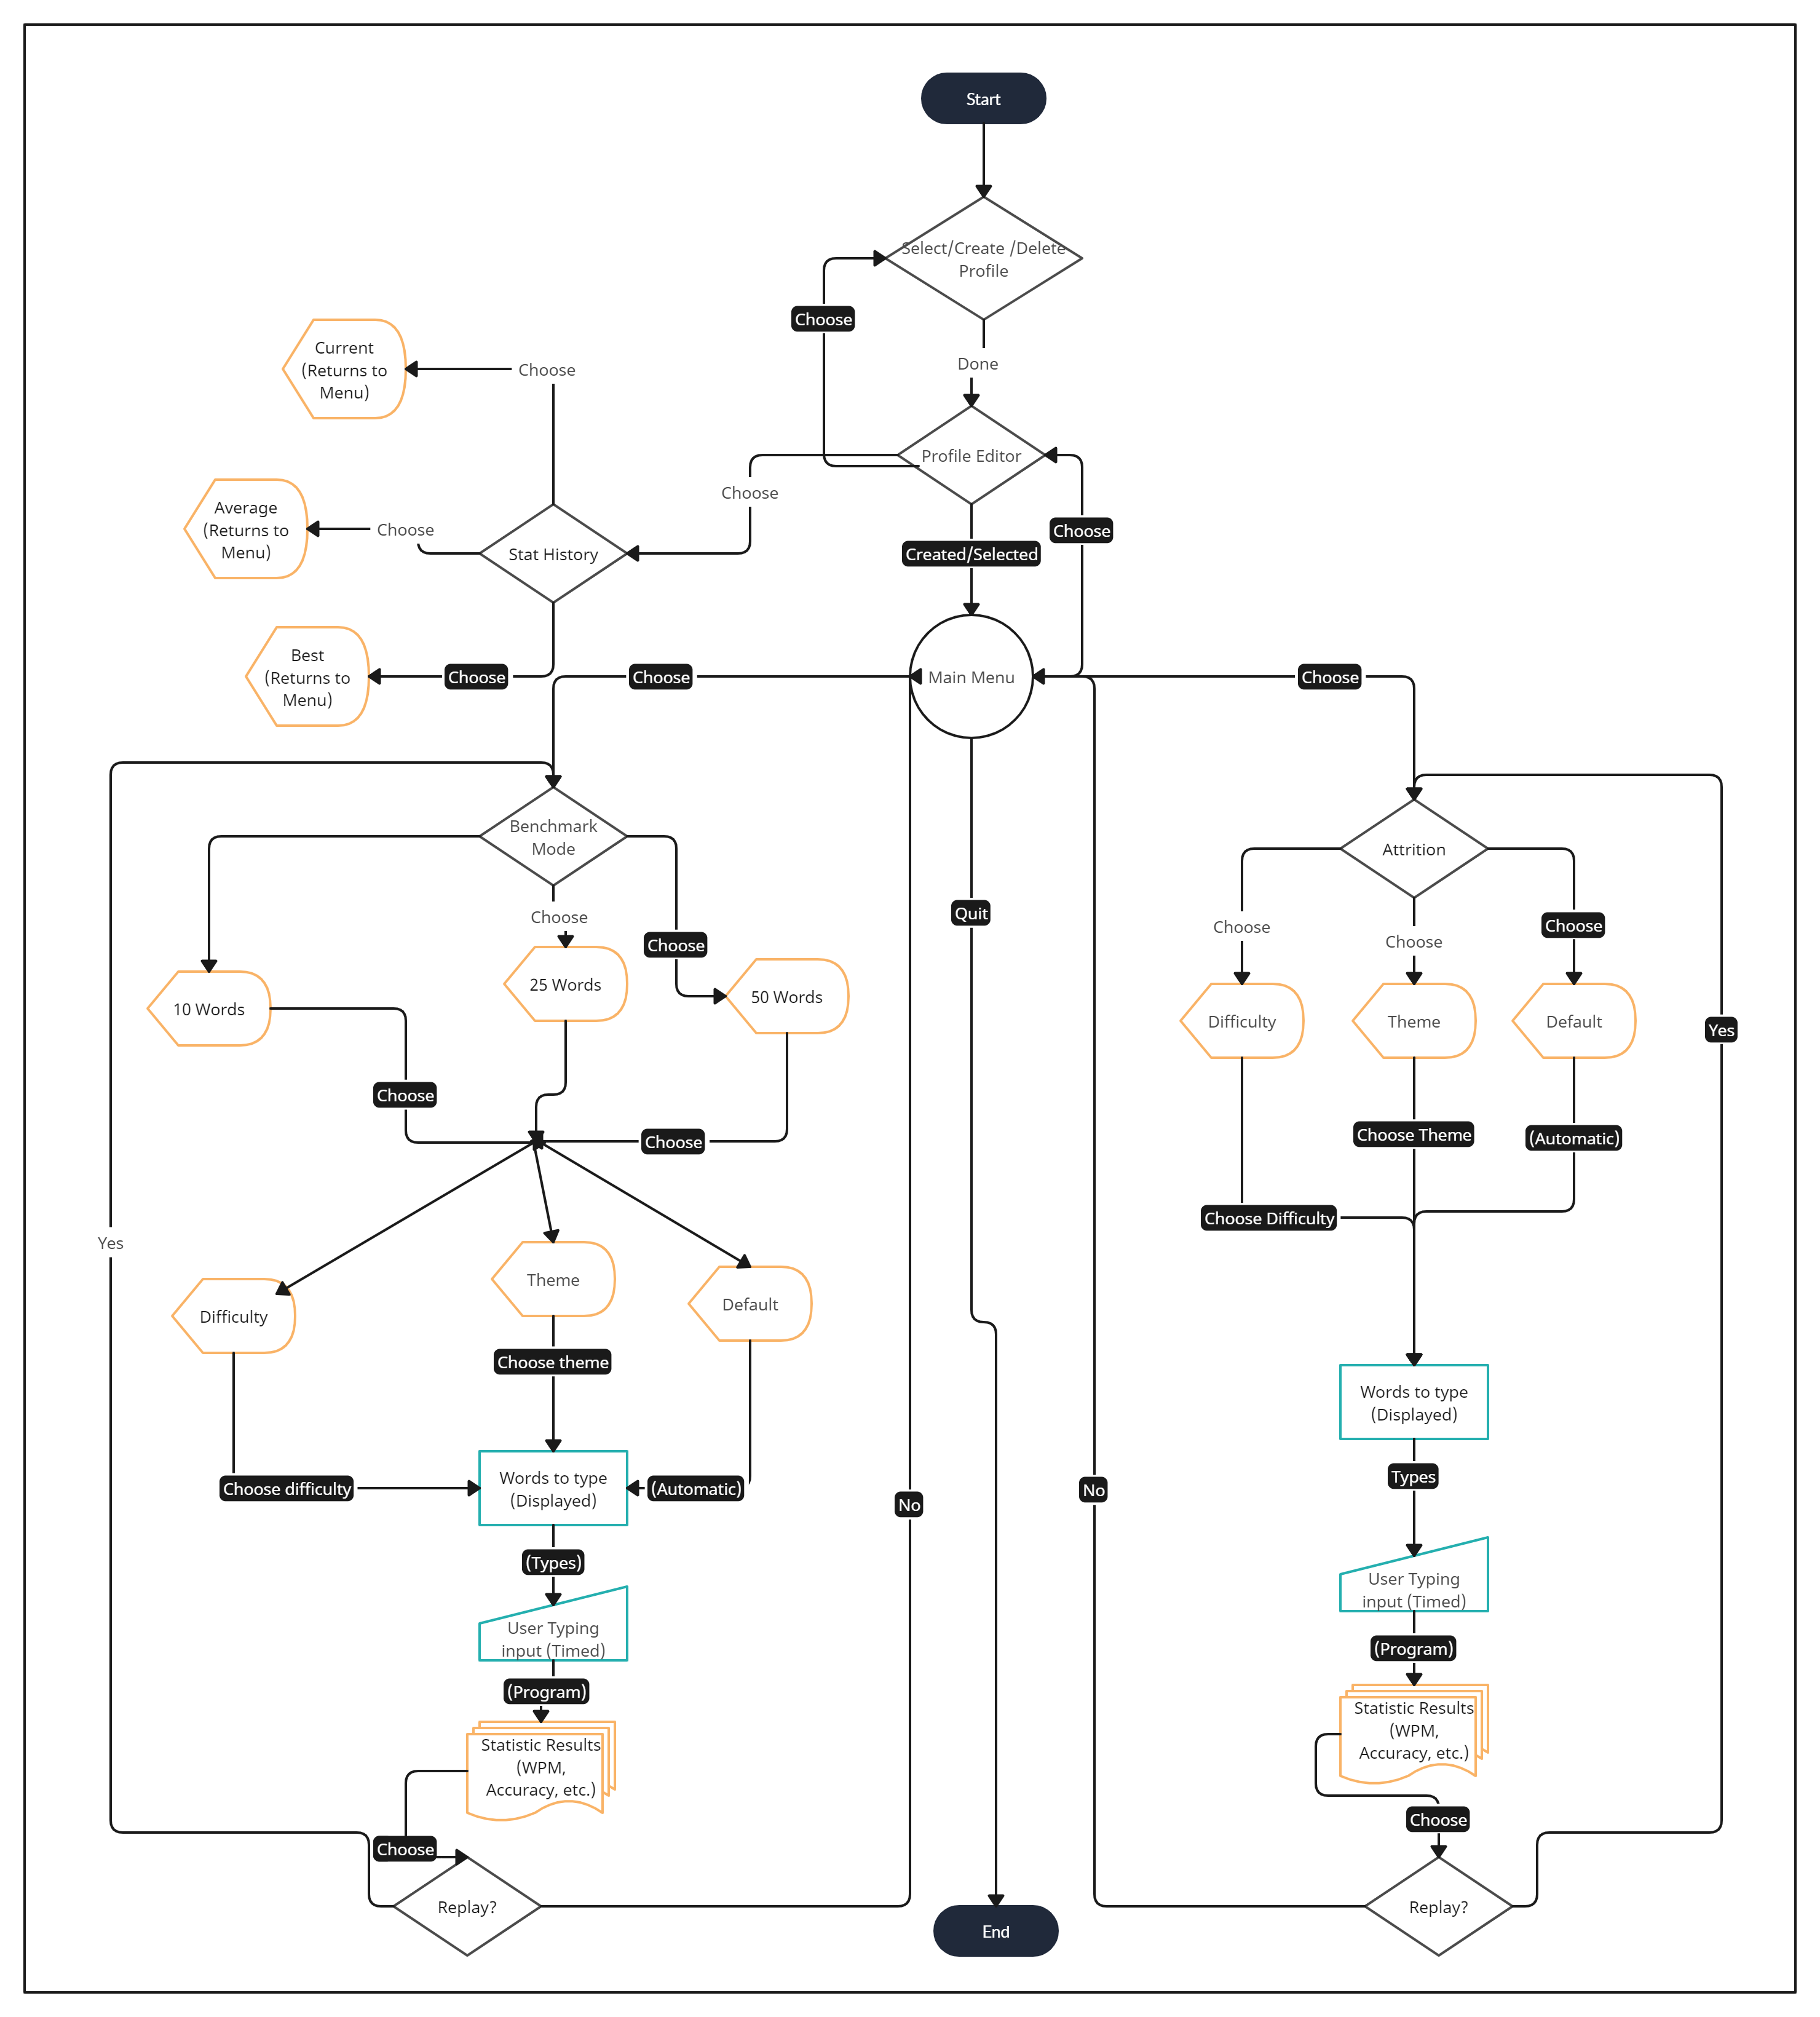 Start
Select/Create /Delete
Profile
Choose
Done
Current
(Returns to
Menu)
Choose
Profile Editor
Choose
Average
(Returns to
Menu)
Choose
Stat History
Choose
Created/Selected
Best
(Returns to
Menu)
Choose
Choose
Main Menu
Choose
Benchmark
Mode
Attrition
Choose
Choose
Quit
Choose
Choose
Choose
10 Words
25 Words
50 Words
Difficulty
Theme
Default
Yes
Choose
Choose
Choose Theme
(Automatic)
Choose Difficulty
Yes
Difficulty
Theme
Default
Choose theme
Words to type
(Displayed)
Choose difficulty
Words to type
(Displayed)
(Automatic)
No
No
Types
(Types)
User Typing
input (Timed)
User Typing
input (Timed)
(Program)
(Program)
Statistic Results
(WPM,
Accuracy, etc.)
Statistic Results
(WPM,
Accuracy, etc.)
Choose
Choose
Replay?
End
Replay?